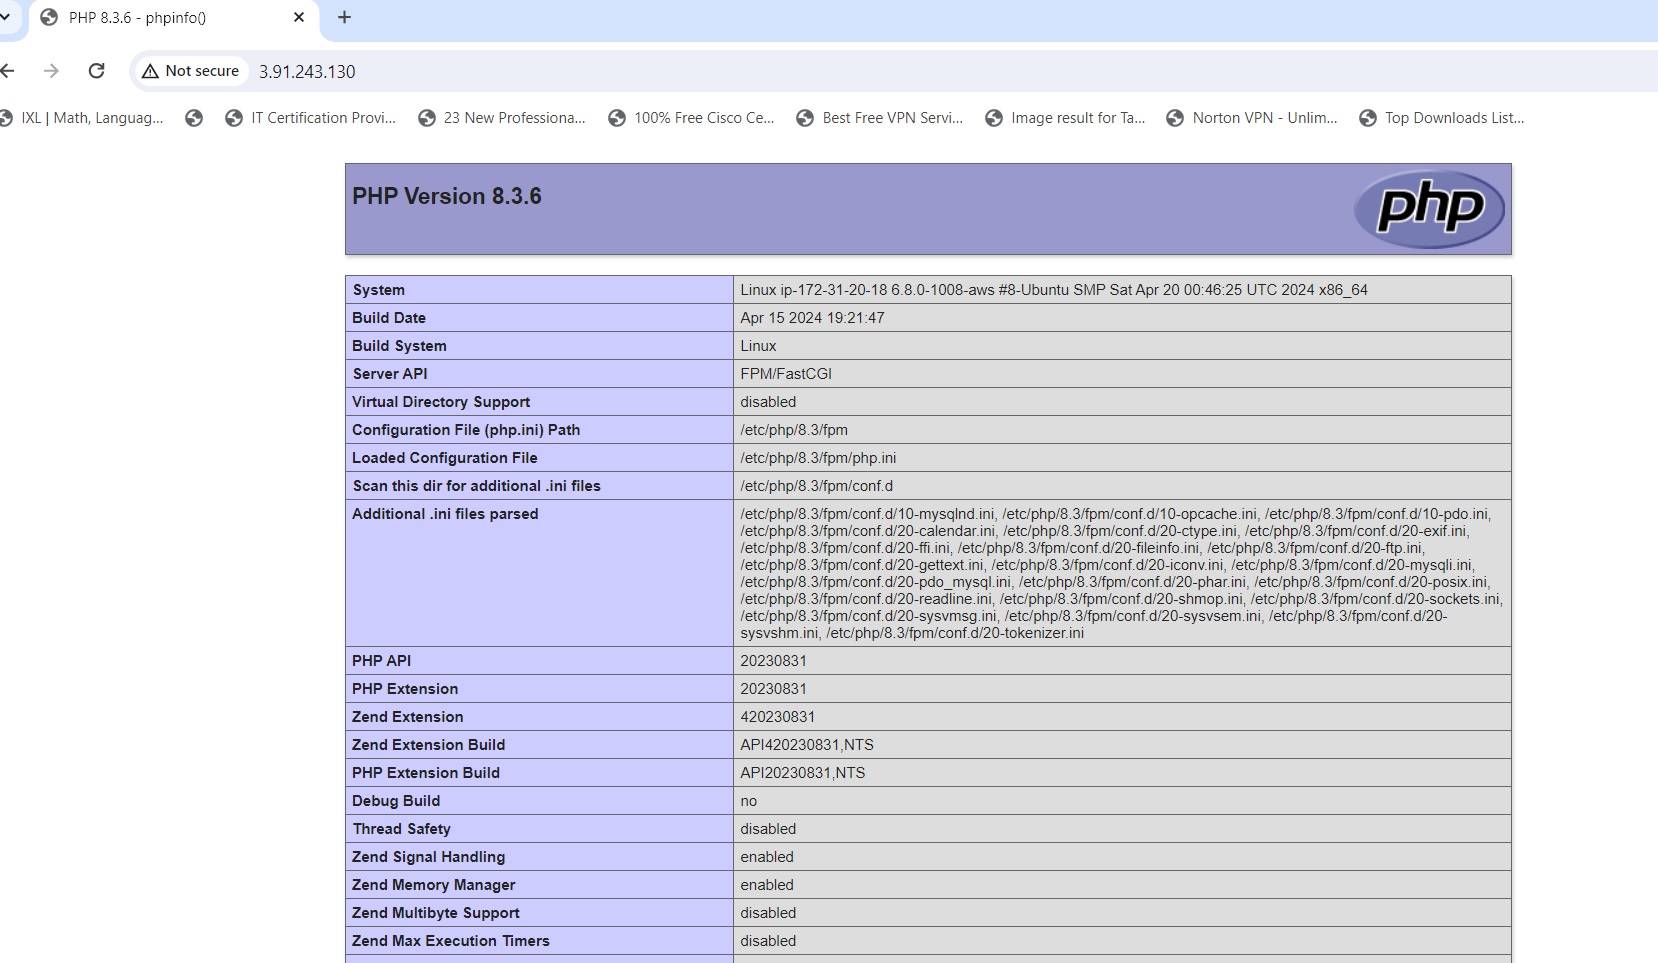 PHP 8.3.6 - phpinfo()
Not secure 3.91.243.130
IXL | Math, Languag... IT Certification Provi... 23 New Professiona... 100% Free Cisco Ce... Best Free VPN Servi... Image result for Ta... Norton VPN - Unlim... Top Downloads List...
PHP Version 8.3.6 php
System Linux ip-172-31-20-18 6.8.0-1008-aws #8-Ubuntu SMP Sat Apr 20 00:46:25 UTC 2024 x86_64
Build Date Apr 15 2024 19:21:47
Build System Linux
Server API FPM/FastCGI
Virtual Directory Support disabled
Configuration File (php.ini) Path /etc/php/8.3/fpm
Loaded Configuration File /etc/php/8.3/fpm/php.ini
Scan this dir for additional .ini files /etc/php/8.3/fpm/conf.d
Additional .ini files parsed /etc/php/8.3/fpm/conf.d/10-mysqlnd.ini, /etc/php/8.3/fpm/conf.d/10-opcache.ini, /etc/php/8.3/fpm/conf.d/10-pdo.ini,
/etc/php/8.3/fpm/conf.d/20-calendar.ini, /etc/php/8.3/fpm/conf.d/20-ctype.ini, /etc/php/8.3/fpm/conf.d/20-exif.ini,
/etc/php/8.3/fpm/conf.d/20-ffi.ini, /etc/php/8.3/fpm/conf.d/20-fileinfo.ini, /etc/php/8.3/fpm/conf.d/20-ftp.ini,
/etc/php/8.3/fpm/conf.d/20-gettext.ini, /etc/php/8.3/fpm/conf.d/20-iconv.ini, /etc/php/8.3/fpm/conf.d/20-mysqli.ini,
/etc/php/8.3/fpm/conf.d/20-pdo_mysql.ini, /etc/php/8.3/fpm/conf.d/20-phar.ini, /etc/php/8.3/fpm/conf.d/20-posix.ini,
/etc/php/8.3/fpm/conf.d/20-readline.ini, /etc/php/8.3/fpm/conf.d/20-shmop.ini, /etc/php/8.3/fpm/conf.d/20-sockets.ini,
/etc/php/8.3/fpm/conf.d/20-sysvmsg.ini, /etc/php/8.3/fpm/conf.d/20-sysvsem.ini, /etc/php/8.3/fpm/conf.d/20-
sysvshm.ini, /etc/php/8.3/fpm/conf.d/20-tokenizer.ini
PHP API 20230831
PHP Extension 20230831
Zend Extension 420230831
Zend Extension Build API420230831,NTS
PHP Extension Build API20230831,NTS
Debug Build no
Thread Safety disabled
Zend Signal Handling enabled
Zend Memory Manager enabled
Zend Multibyte Support disabled
Zend Max Execution Timers disabled